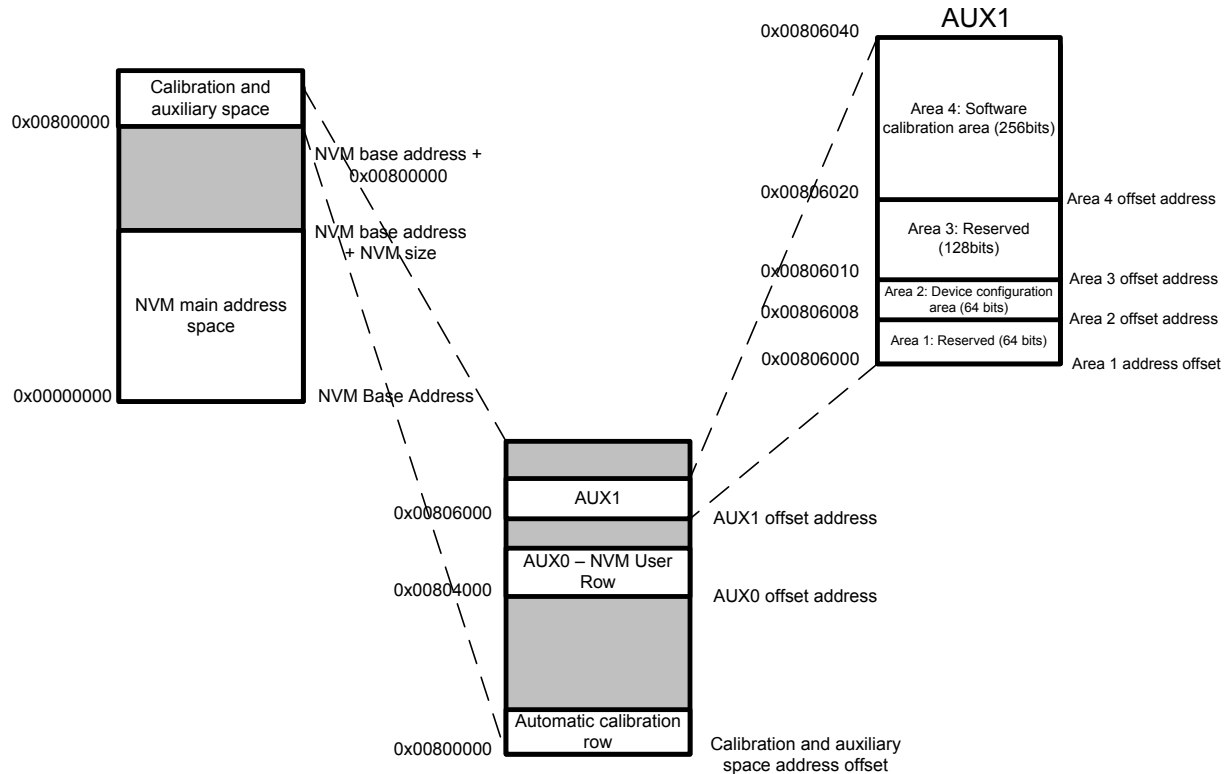 Calibration and
auxiliary space
0x00800000
NVM base address +
0x00800000
NVM base address
+ NVM size
NVM main address
space
0x00000000
NVM Base Address
AUX1
0x00806040
Area 4: Software
calibration area (256bits)
0x00806020
Area 4 offset address
Area 3: Reserved
(128bits)
0x00806010
Area 3 offset address
Area 2: Device configuration
area (64 bits)
0x00806008
Area 2 offset address
Area 1: Reserved (64 bits)
0x00806000
Area 1 address offset
AUX1
0x00806000
AUX1 offset address
AUX0 – NVM User
Row
0x00804000
AUX0 offset address
Automatic calibration
row
0x00800000
Calibration and auxiliary
space address offset